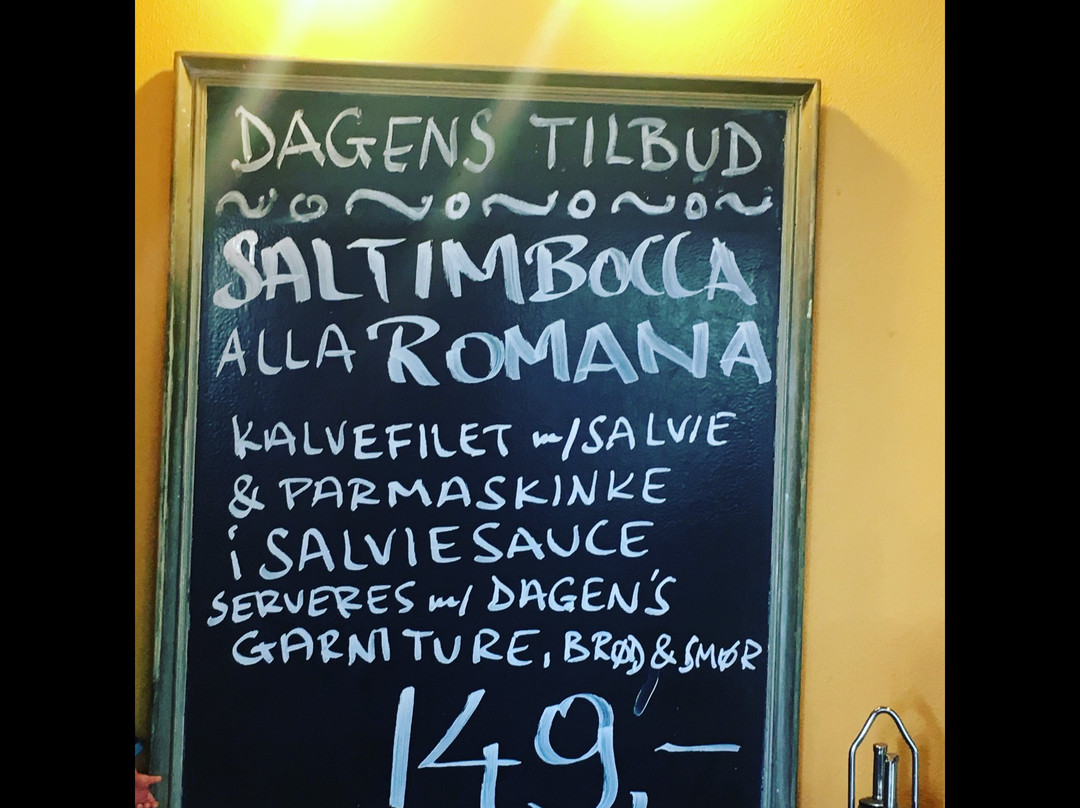 DAGENS TILBUD
SALTIMBOCCA
ALLA ROMANA
KALVEFILET m/SALVIE
& PARMASKINKE
i SALVIESAUCE
SERVERES m/ DAGEN'S
GARNITURE, BRØD & SMØR
149,-